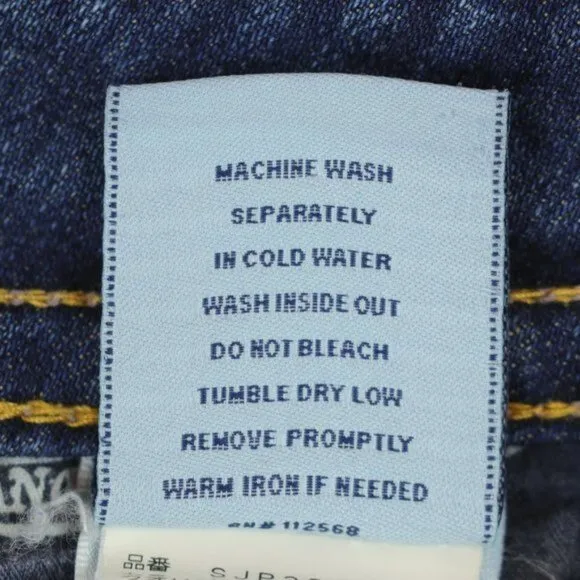 MACHINE WASH
SEPARATELY
IN COLD WATER
WASH INSIDE OUT
DO NOT BLEACH
TUMBLE DRY LOW
REMOVE PROMPTLY
WARM IRON IF NEEDED
RN# 112568
品番